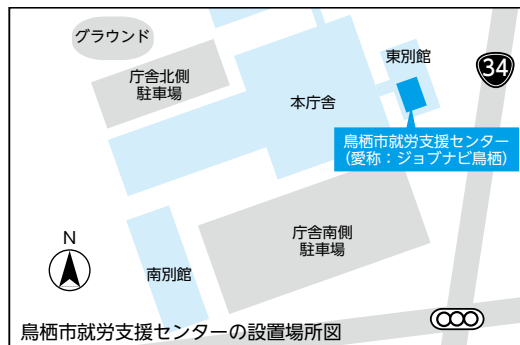 グラウンド
庁舎北側
駐車場
本庁舎
東別館
34
鳥栖市就労支援センター
(愛称：ジョブナビ鳥栖)
庁舎南側
駐車場
N
南別館
鳥栖市就労支援センターの設置場所図